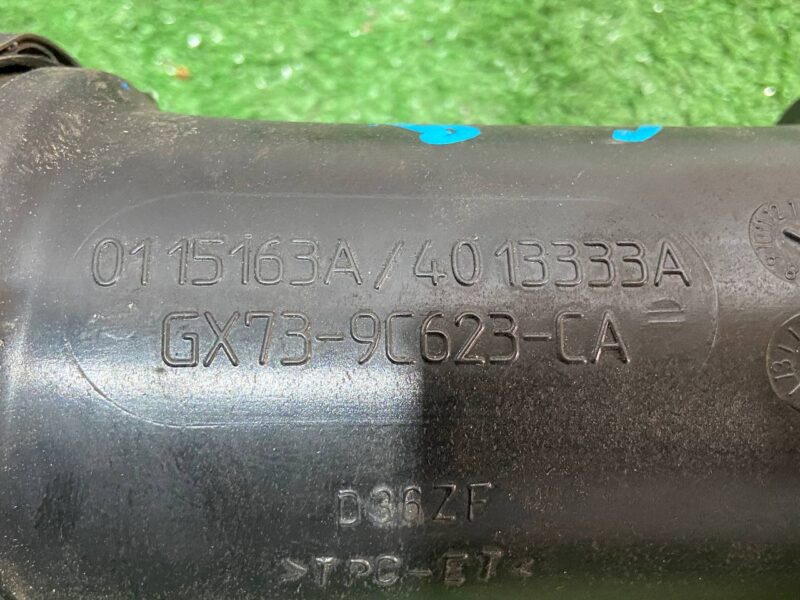 0115163A/4013333A
GX73-9C623-CA
D36ZF
>TPC-ET<